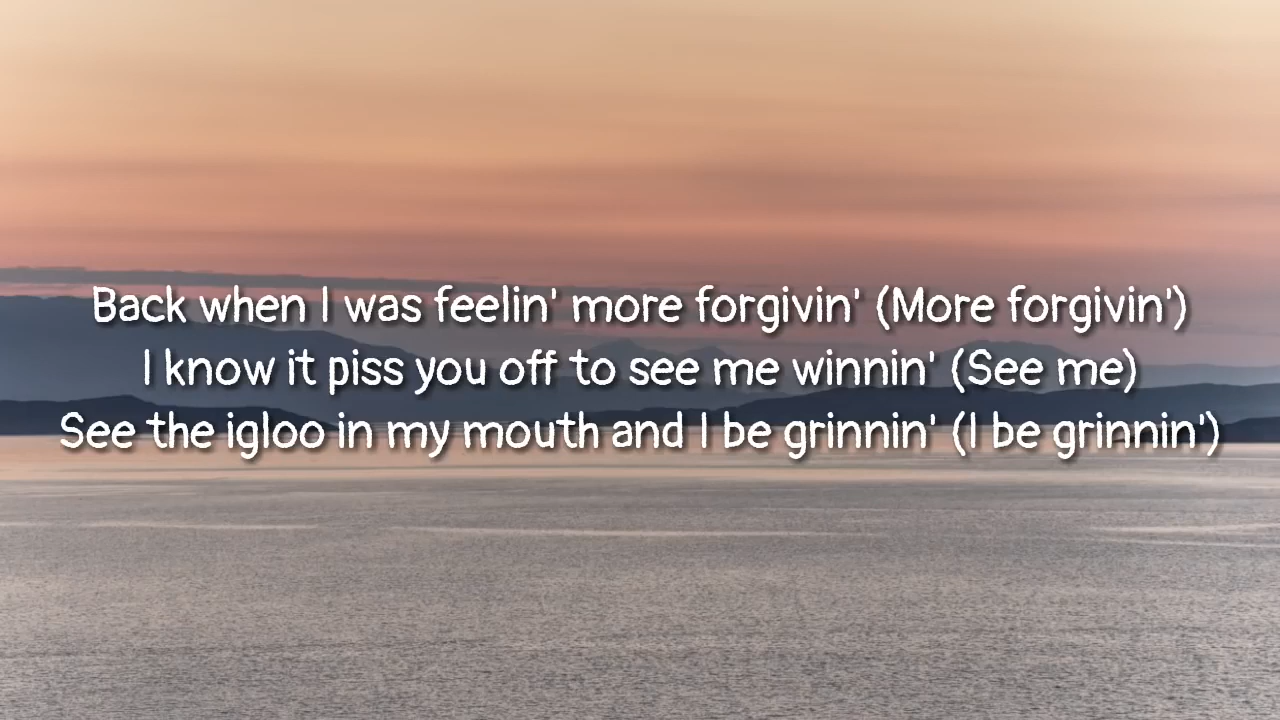 Back when I was feelin' more forgivin' (More forgivin')
I know it piss you off to see me winnin' (See me)
See the igloo in my mouth and I be grinnin' (I be grinnin')